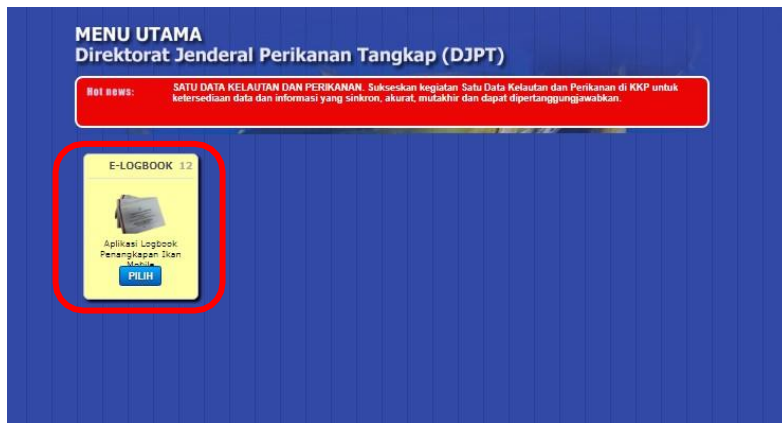 MENU UTAMA
Direktorat Jenderal Perikanan Tangkap (DJPT)
Hot news: SATU DATA KELAUTAN DAN PERIKANAN. Sukseskan kegiatan Satu Data Kelautan dan Perikanan di KKP untuk
ketersediaan data dan informasi yang sinkron, akurat, mutakhir dan dapat dipertanggungjawabkan.
E-LOGBOOK 12
Aplikasi Logbook
Penangkapan Ikan
Mobile
PILIH